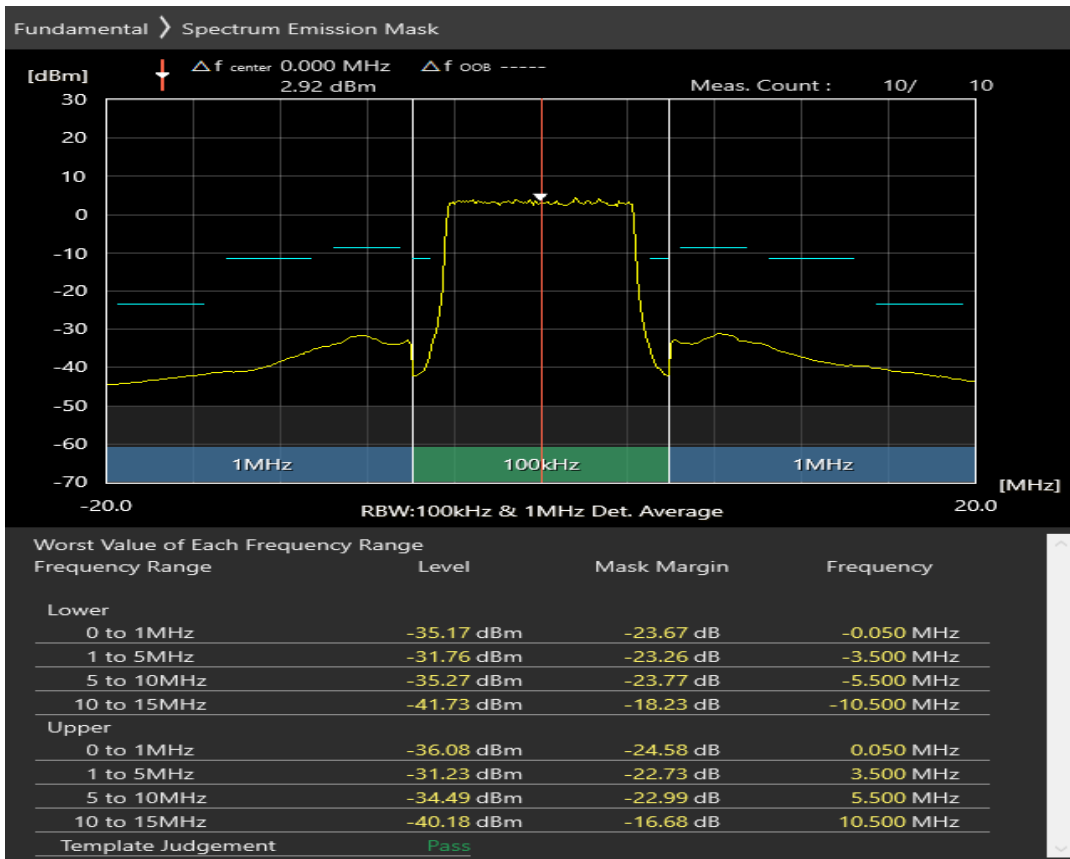 Fundamental ❯ Spectrum Emission Mask
[dBm] Δf center 0.000 MHz Δf OOB -----
2.92 dBm Meas. Count : 10/ 10
30
20
10
0
-10
-20
-30
-40
-50
-60
1MHz 100kHz 1MHz
-70
[MHz]
-20.0 RBW:100kHz & 1MHz Det. Average 20.0
Worst Value of Each Frequency Range
Frequency Range Level Mask Margin Frequency
Lower
0 to 1MHz -35.17 dBm -23.67 dB -0.050 MHz
1 to 5MHz -31.76 dBm -23.26 dB -3.500 MHz
5 to 10MHz -35.27 dBm -23.77 dB -5.500 MHz
10 to 15MHz -41.73 dBm -18.23 dB -10.500 MHz
Upper
0 to 1MHz -36.08 dBm -24.58 dB 0.050 MHz
1 to 5MHz -31.23 dBm -22.73 dB 3.500 MHz
5 to 10MHz -34.49 dBm -22.99 dB 5.500 MHz
10 to 15MHz -40.18 dBm -16.68 dB 10.500 MHz
Template Judgement Pass